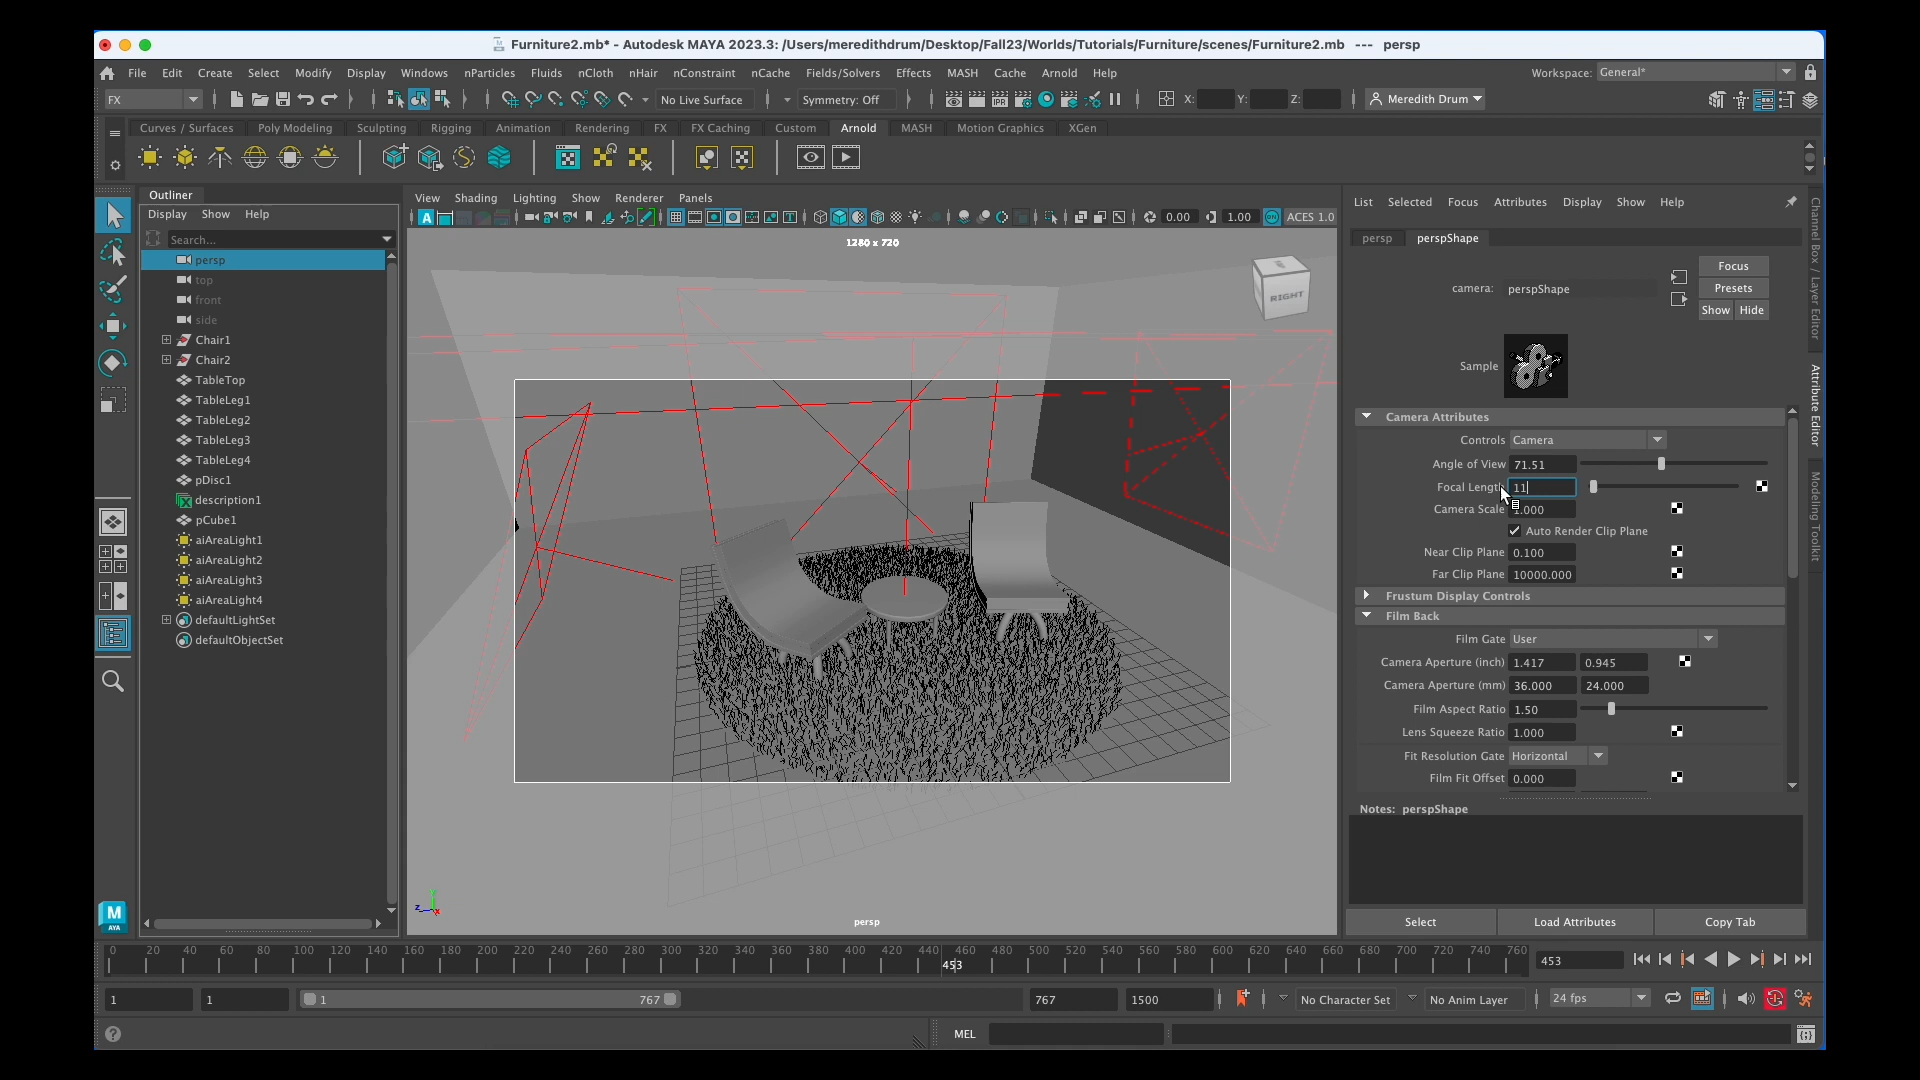 Furniture2.mb* - Autodesk MAYA 2023.3: /Users/meredithdrum/Desktop/Fall23/Worlds/Tutorials/Furniture/scenes/Furniture2.mb --- persp
File Edit Create Select Modify Display Windows nParticles Fluids nCloth nHair nConstraint nCache Fields/Solvers Effects MASH Cache Arnold Help Workspace: General*
FX No Live Surface Symmetry: Off IPR X: Y: Z: Meredith Drum
Curves / Surfaces Poly Modeling Sculpting Rigging Animation Rendering FX FX Caching Custom Arnold MASH Motion Graphics XGen
Outliner
Display Show Help
Search...
persp
top
front
side
Chair1
Chair2
TableTop
TableLeg1
TableLeg2
TableLeg3
TableLeg4
pDisc1
description1
pCube1
aiAreaLight1
aiAreaLight2
aiAreaLight3
aiAreaLight4
defaultLightSet
defaultObjectSet
View Shading Lighting Show Renderer Panels
A T 0.00 1.00 ON ACES 1.0
1280 x 720
RIGHT
y
z x
persp
List Selected Focus Attributes Display Show Help
persp perspShape
camera: perspShape
Focus
Presets
Show Hide
Sample
Camera Attributes
Controls Camera
Angle of View 71.51
Focal Length 11
Camera Scale 1.000
Auto Render Clip Plane
Near Clip Plane 0.100
Far Clip Plane 10000.000
Frustum Display Controls
Film Back
Film Gate User
Camera Aperture (inch) 1.417 0.945
Camera Aperture (mm) 36.000 24.000
Film Aspect Ratio 1.50
Lens Squeeze Ratio 1.000
Fit Resolution Gate Horizontal
Film Fit Offset 0.000
Notes: perspShape
Select Load Attributes Copy Tab
Channel Box / Layer Editor
Attribute Editor
Modeling Toolkit
M
AYA
0 20 40 60 80 100 120 140 160 180 200 220 240 260 280 300 320 340 360 380 400 420 440 460 480 500 520 540 560 580 600 620 640 660 680 700 720 740 760
453 453
1 1 1 767 767 1500 No Character Set No Anim Layer 24 fps
? MEL